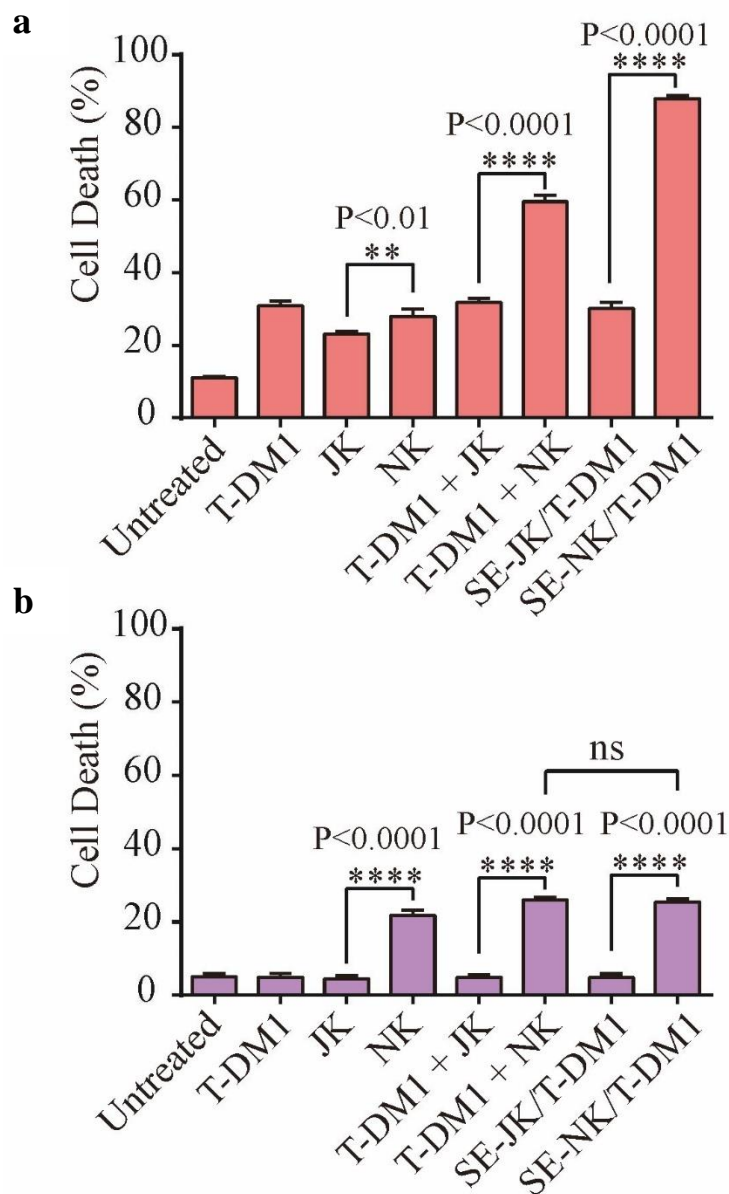 a
Cell Death (%)
100
80
60
40
20
0
P<0.01
**
P<0.0001
****
P<0.0001
****
Untreated
T-DM1
JK
NK
T-DM1 + JK
T-DM1 + NK
SE-JK/T-DM1
SE-NK/T-DM1
b
Cell Death (%)
100
80
60
40
20
0
P<0.0001
****
P<0.0001
****
P<0.0001
****
ns
Untreated
T-DM1
JK
NK
T-DM1 + JK
T-DM1 + NK
SE-JK/T-DM1
SE-NK/T-DM1